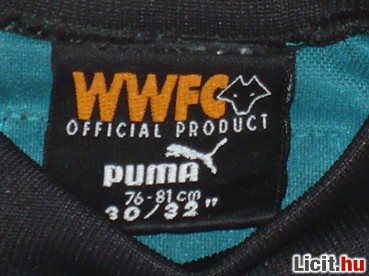 WWFC
OFFICIAL PRODUCT
PUMA
76-81 cm
30/32"
Licit.hu